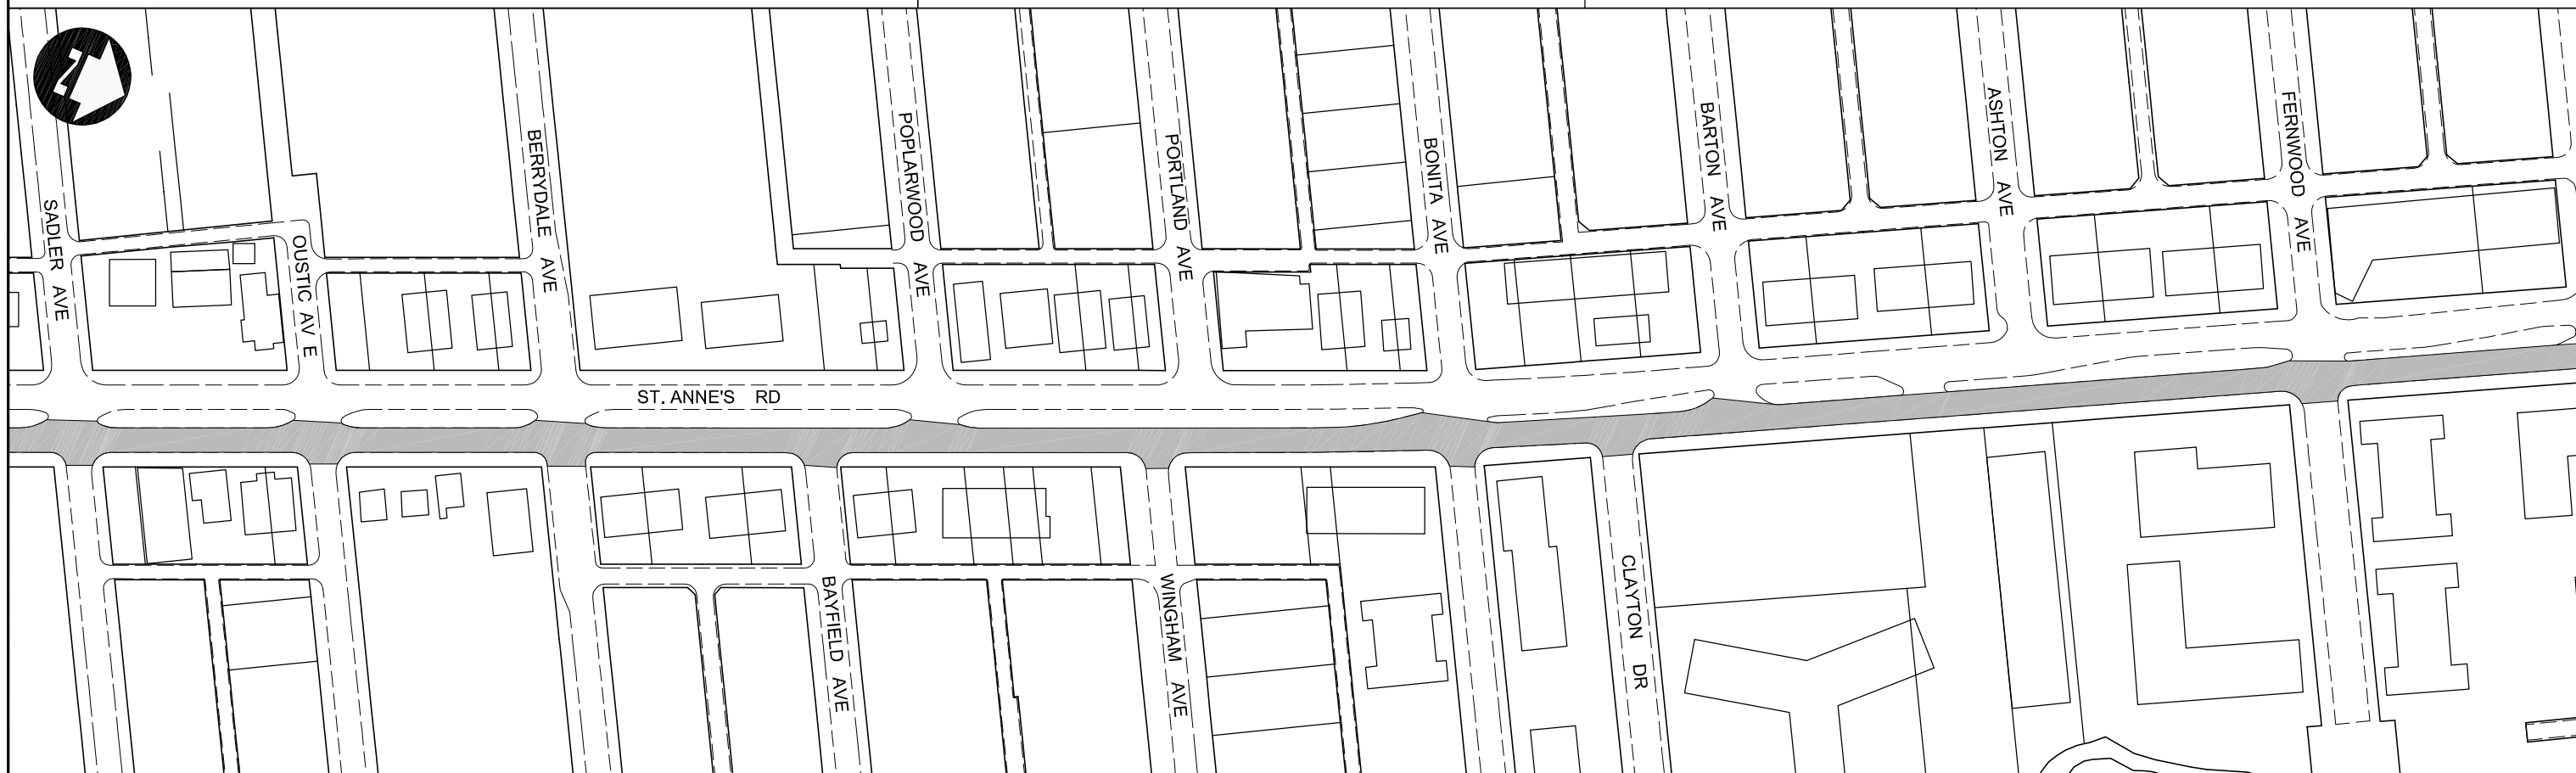 SADLER AVE
OUSTIC AV E
BERRYDALE AVE
POPLARWOOD AVE
PORTLAND AVE
BONITA AVE
BARTON AVE
ASHTON AVE
FERNWOOD AVE
ST. ANNE'S RD
BAYFIELD AVE
WINGHAM AVE
CLAYTON DR